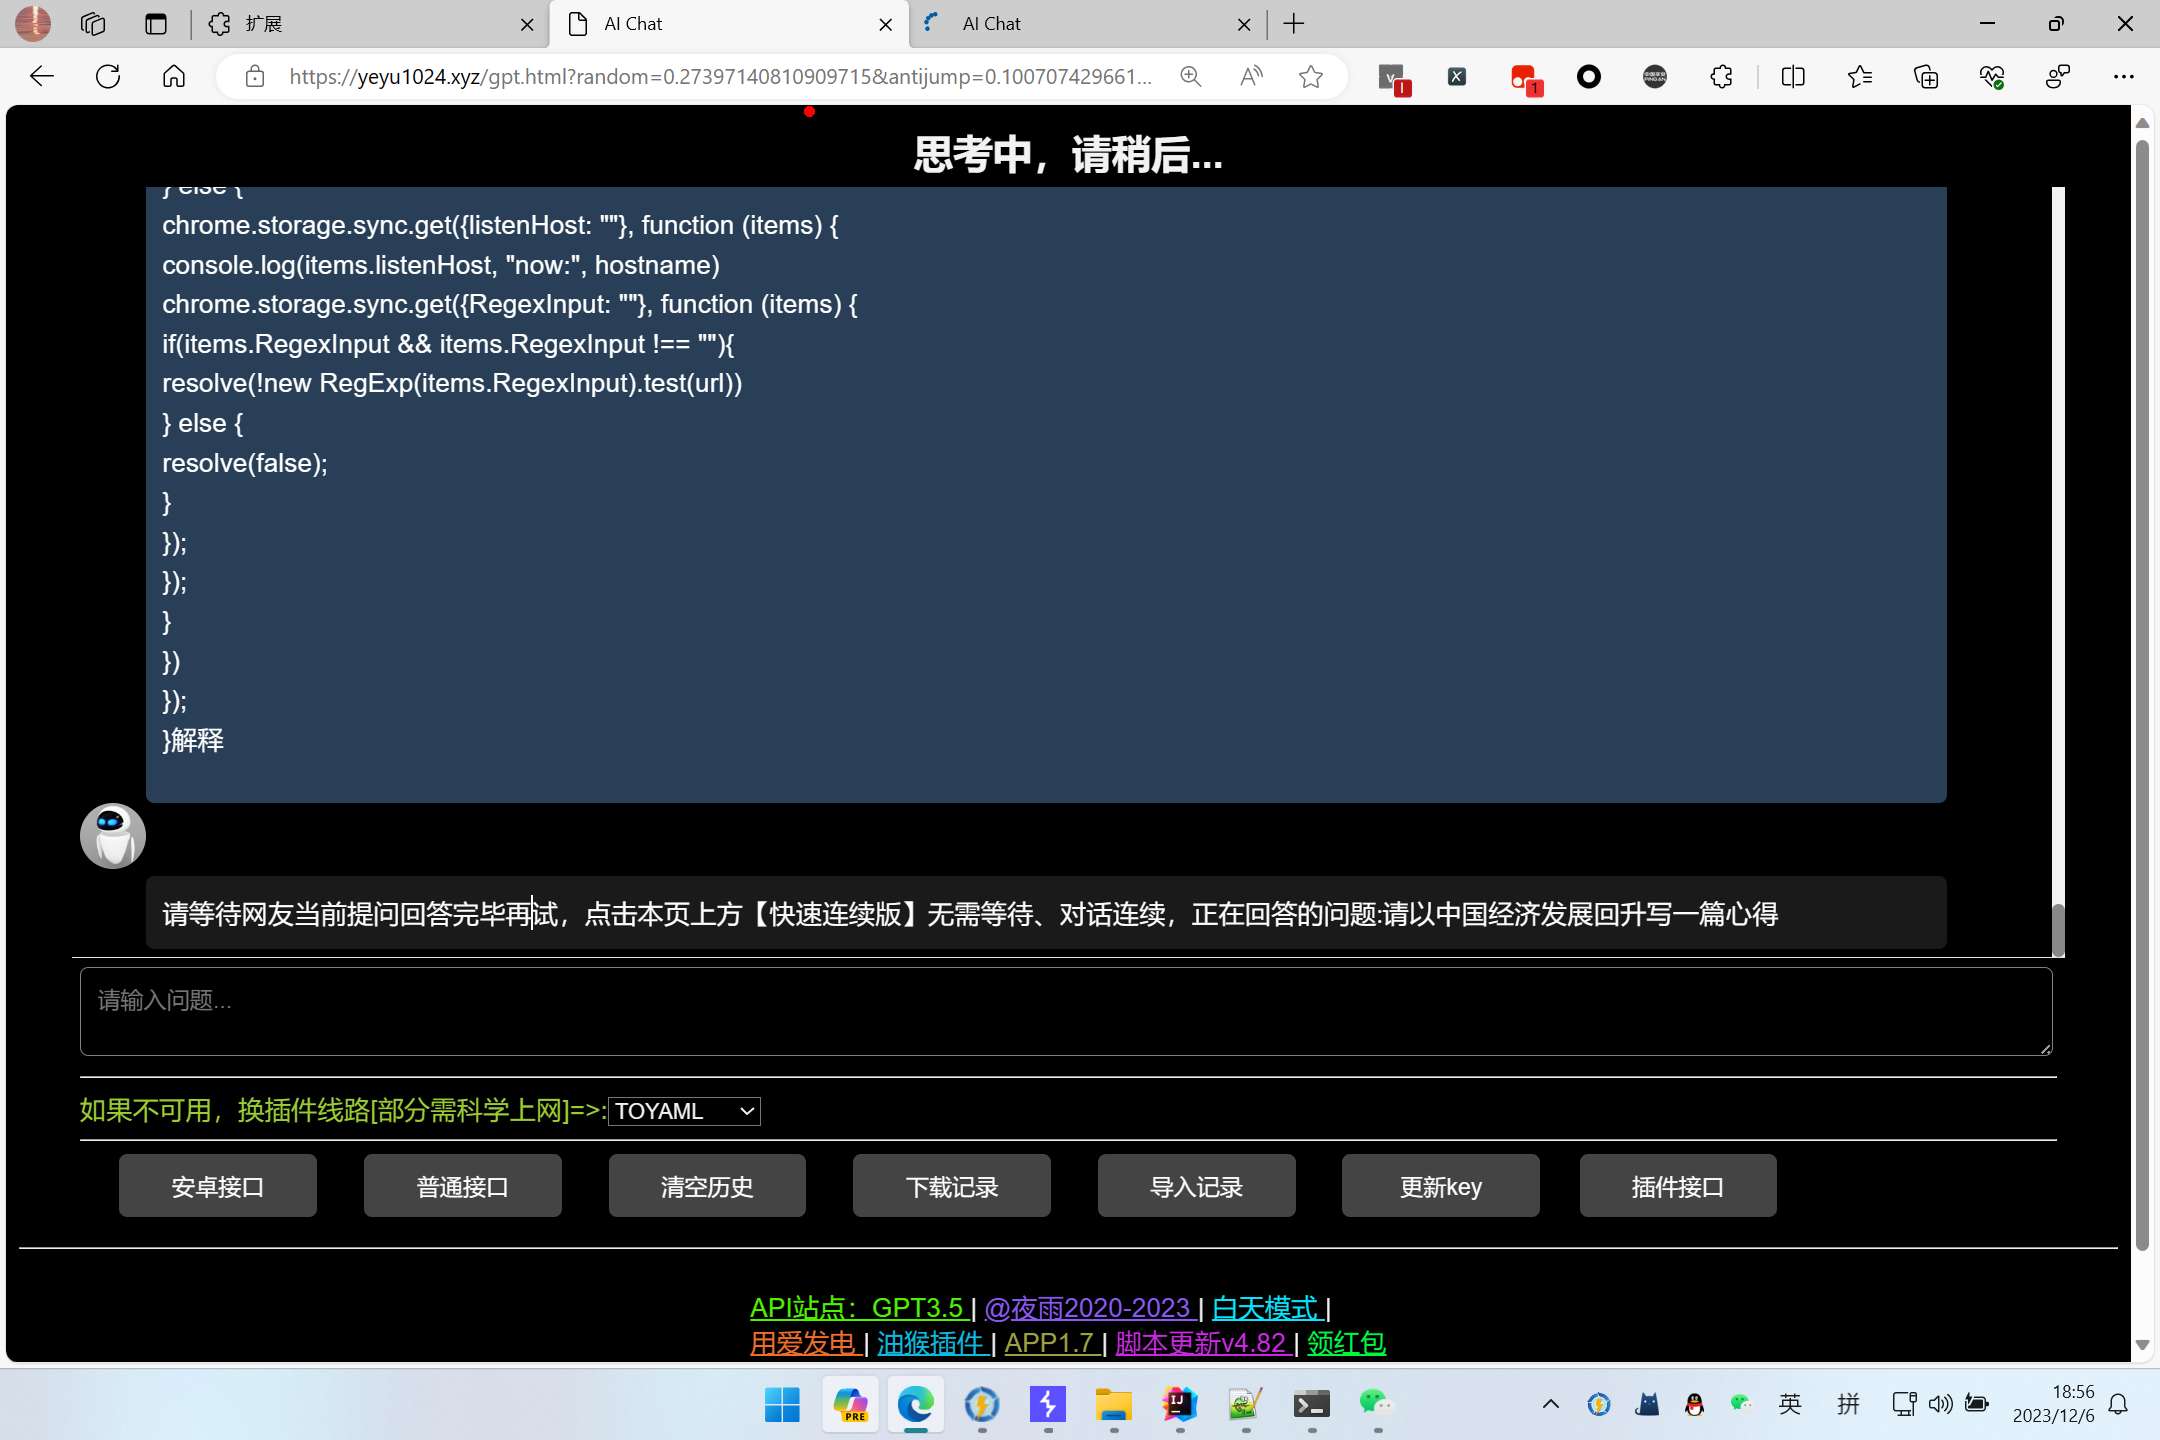 扩展
AI Chat
AI Chat
https://yeyu1024.xyz/gpt.html?random=0.27397140810909715&antijump=0.100707429661...
1
思考中，请稍后...
} else {
chrome.storage.sync.get({listenHost: ""}, function (items) {
console.log(items.listenHost, "now:", hostname)
chrome.storage.sync.get({RegexInput: ""}, function (items) {
if(items.RegexInput && items.RegexInput !== ""){
resolve(!new RegExp(items.RegexInput).test(url))
} else {
resolve(false);
}
});
});
}
})
});
}解释
请等待网友当前提问回答完毕再试，点击本页上方【快速连续版】无需等待、对话连续，正在回答的问题:请以中国经济发展回升写一篇心得
请输入问题...
如果不可用，换插件线路[部分需科学上网]=>:TOYAML
安卓接口
普通接口
清空历史
下载记录
导入记录
更新key
插件接口
API站点：GPT3.5 | @夜雨2020-2023 | 白天模式 |
用爱发电 | 油猴插件 | APP1.7 | 脚本更新v4.82 | 领红包
PRE
英
拼
18:56
2023/12/6